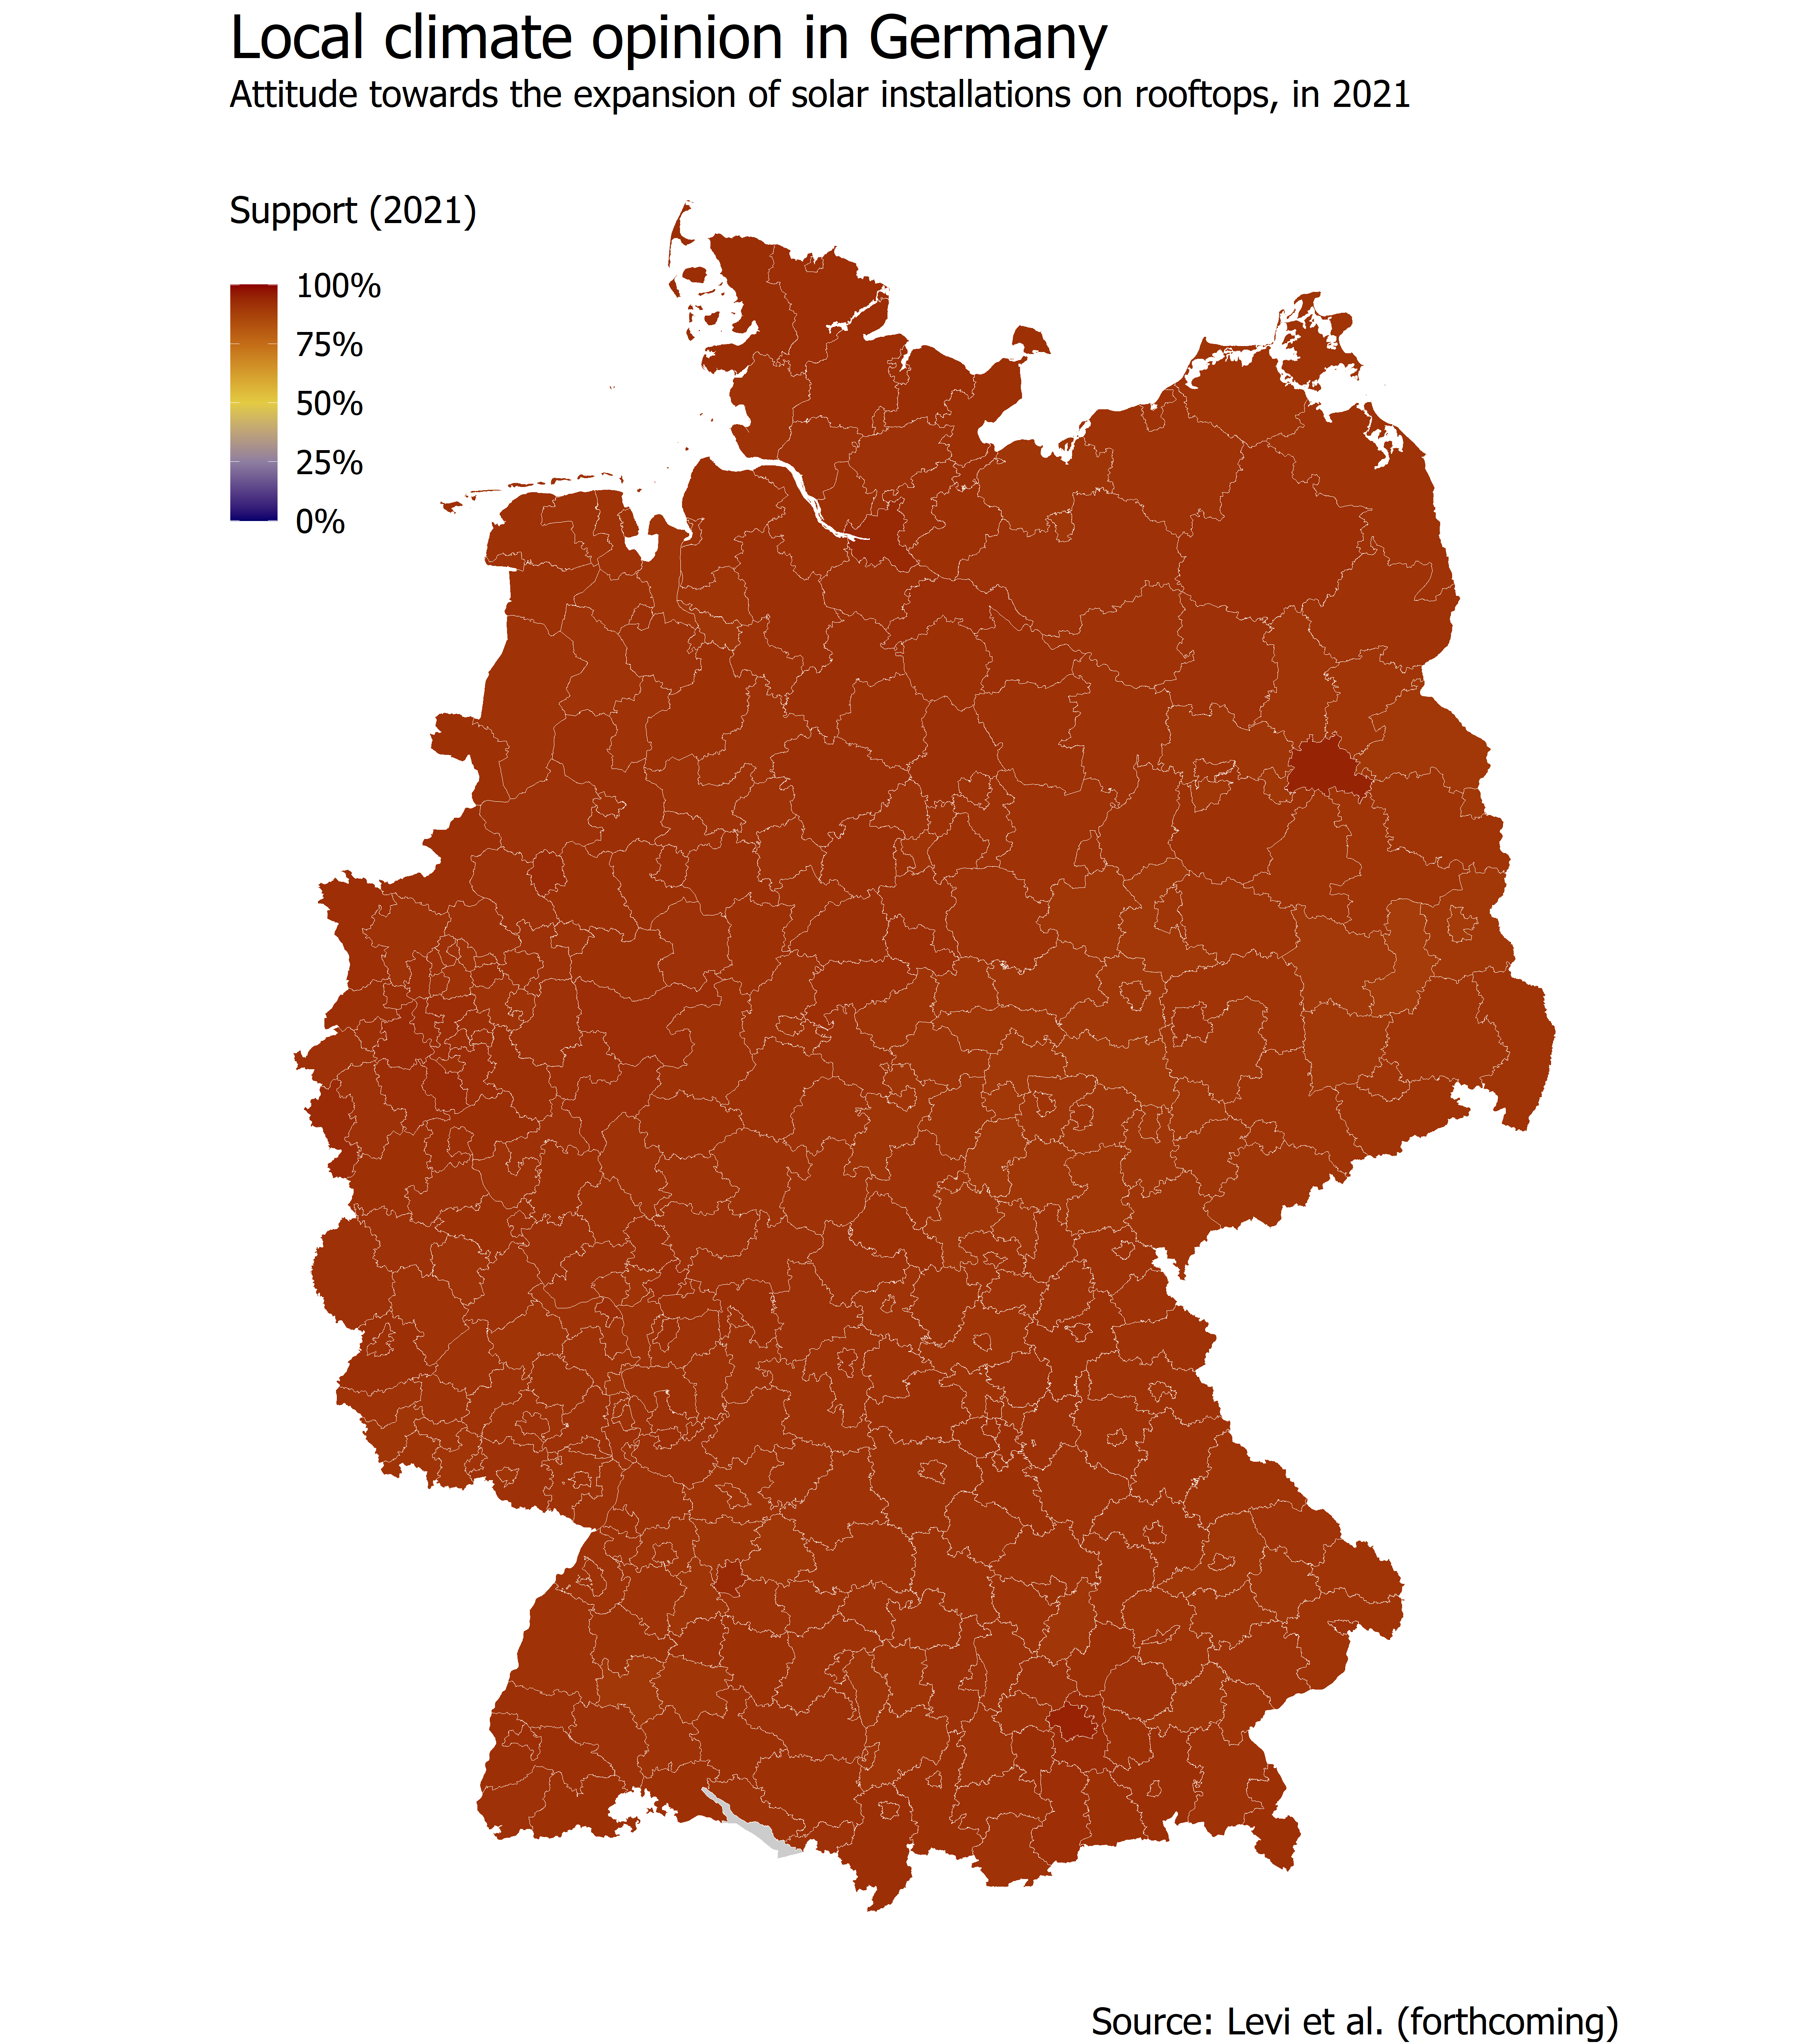 Local climate opinion in Germany
Attitude towards the expansion of solar installations on rooftops, in 2021
Support (2021)
100%
75%
50%
25%
0%
Source: Levi et al. (forthcoming)